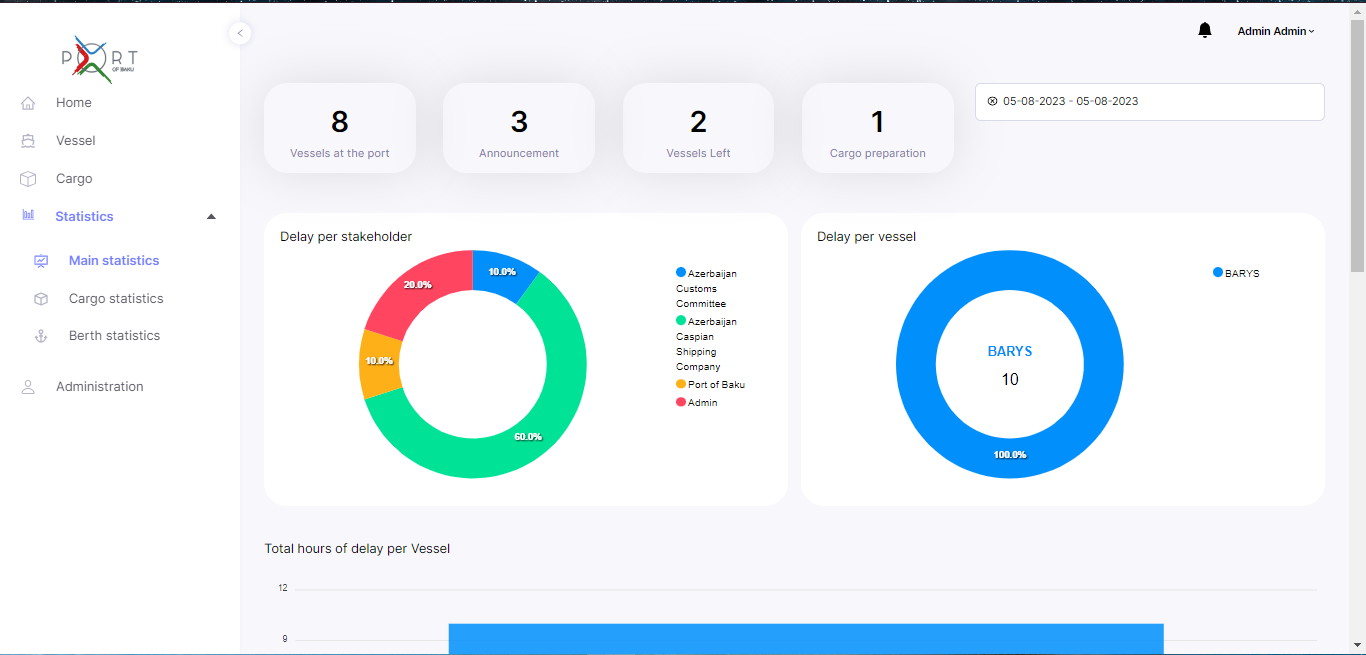 PORT
OF BAKU
Home
Vessel
Cargo
Statistics
Main statistics
Cargo statistics
Berth statistics
Administration
Admin Admin
8
Vessels at the port
3
Announcement
2
Vessels Left
1
Cargo preparation
05-08-2023 - 05-08-2023
Delay per stakeholder
10.0%
20.0%
10.0%
60.0%
Azerbaijan
Customs
Committee
Azerbaijan
Caspian
Shipping
Company
Port of Baku
Admin
Delay per vessel
BARYS
10
100.0%
BARYS
Total hours of delay per Vessel
12
9